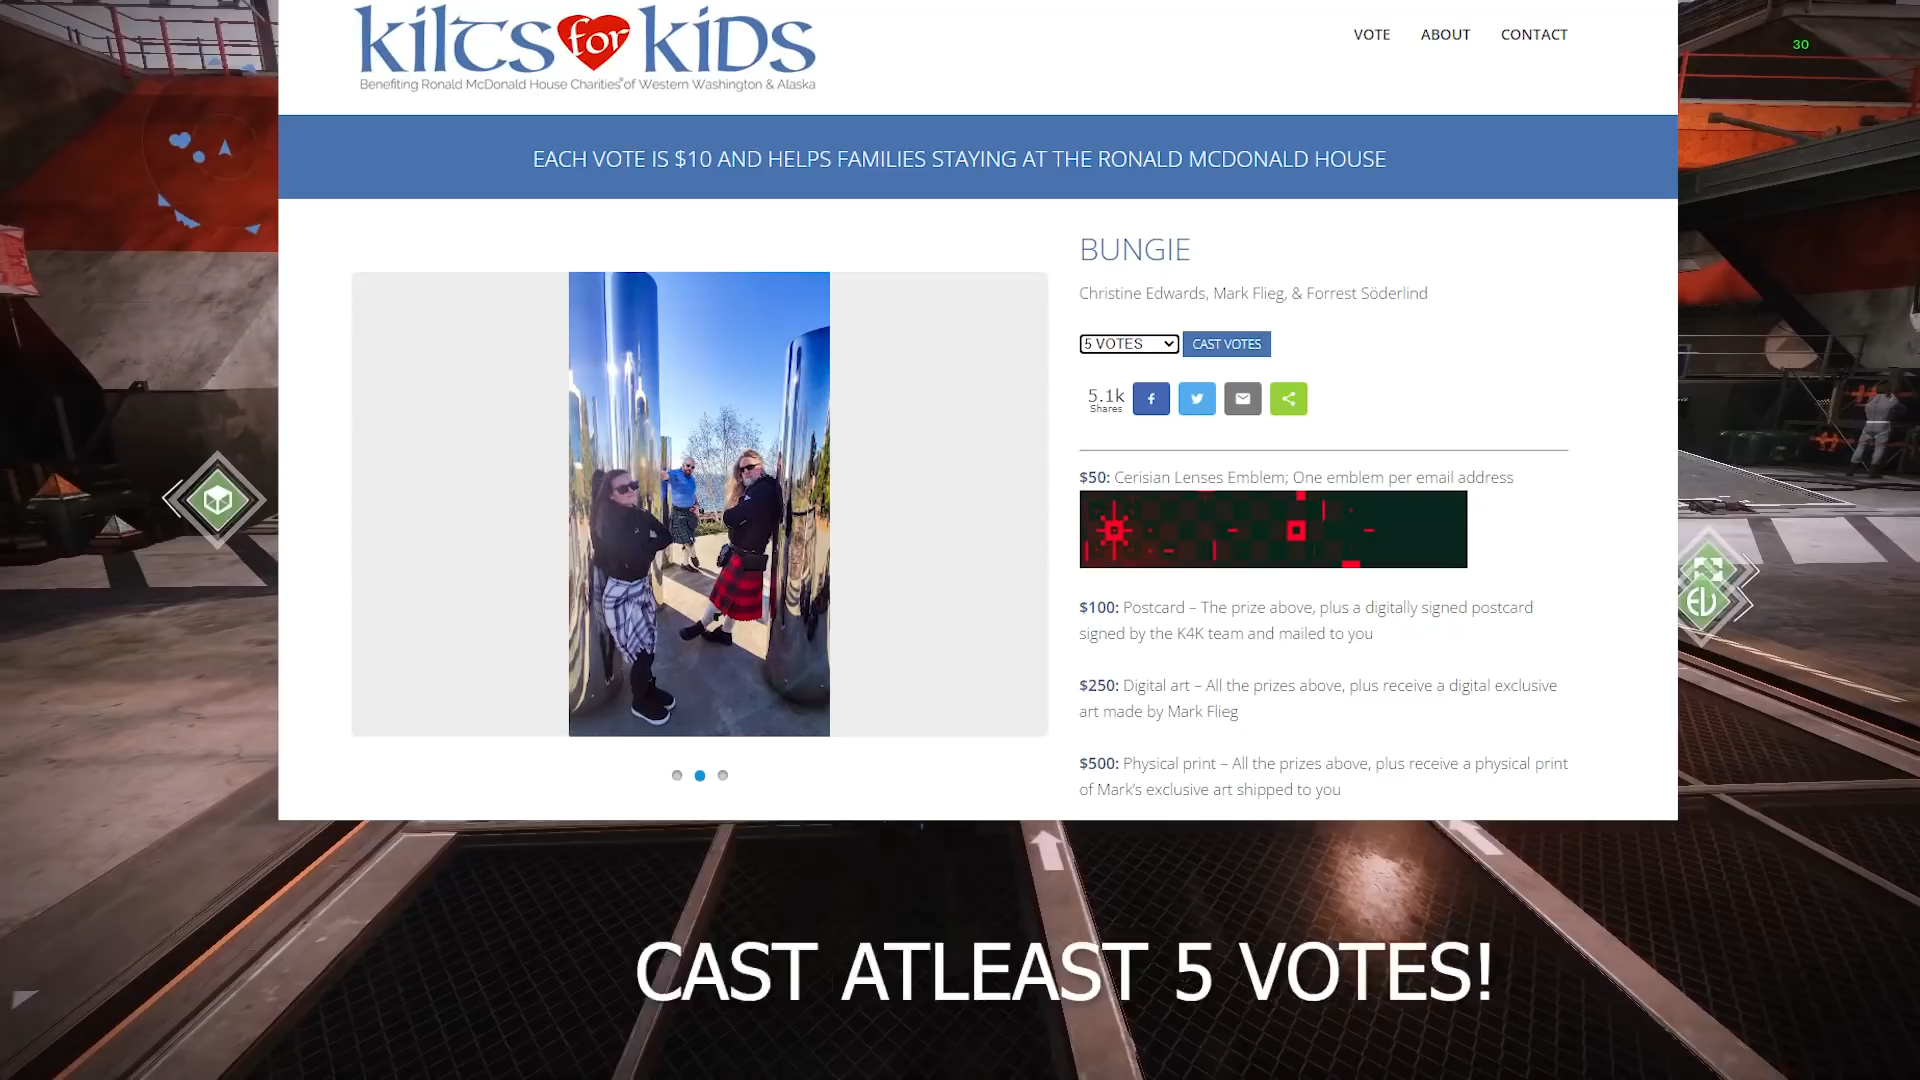 kilts for kids
Benefiting Ronald McDonald House Charities® of Western Washington & Alaska
VOTE ABOUT CONTACT
30
EACH VOTE IS $10 AND HELPS FAMILIES STAYING AT THE RONALD MCDONALD HOUSE
BUNGIE
Christine Edwards, Mark Flieg, & Forrest Söderlind
5 VOTES CAST VOTES
5.1k
Shares
$50: Cerisian Lenses Emblem; One emblem per email address
$100: Postcard – The prize above, plus a digitally signed postcard
signed by the K4K team and mailed to you
$250: Digital art – All the prizes above, plus receive a digital exclusive
art made by Mark Flieg
$500: Physical print – All the prizes above, plus receive a physical print
of Mark's exclusive art shipped to you
CAST ATLEAST 5 VOTES!